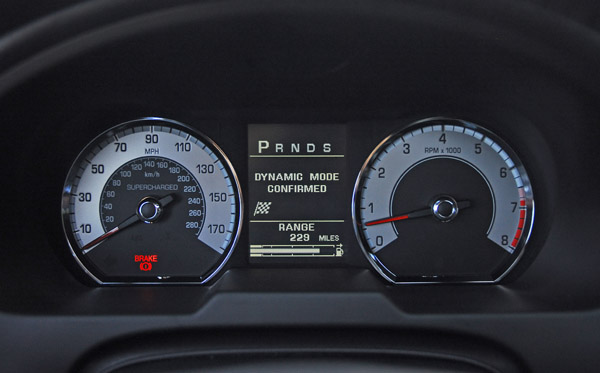 10 30 50 70 90 110 130 150 170
MPH
20 40 60 80 100 120 140 160 180 200 220 240 260 280
km/h
SUPERCHARGED
BRAKE
P R N D S
DYNAMIC MODE
CONFIRMED
RANGE
229 MILES
0 1 2 3 4 5 6 7 8
RPM x 1000